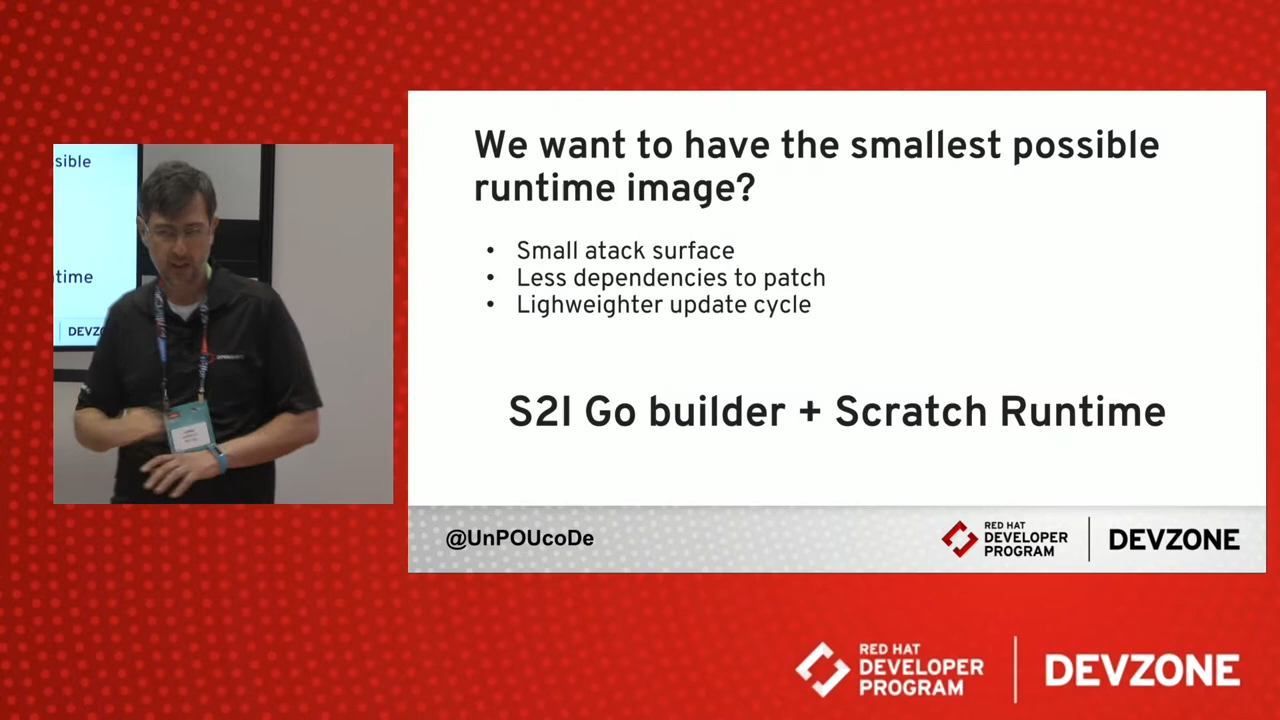 sible
time
DEVZO
We want to have the smallest possible
runtime image?
• Small atack surface
• Less dependencies to patch
• Lighweighter update cycle
S2I Go builder + Scratch Runtime
@UnPOUcoDe
RED HAT
DEVELOPER
PROGRAM
DEVZONE
RED HAT
DEVELOPER
PROGRAM
DEVZONE